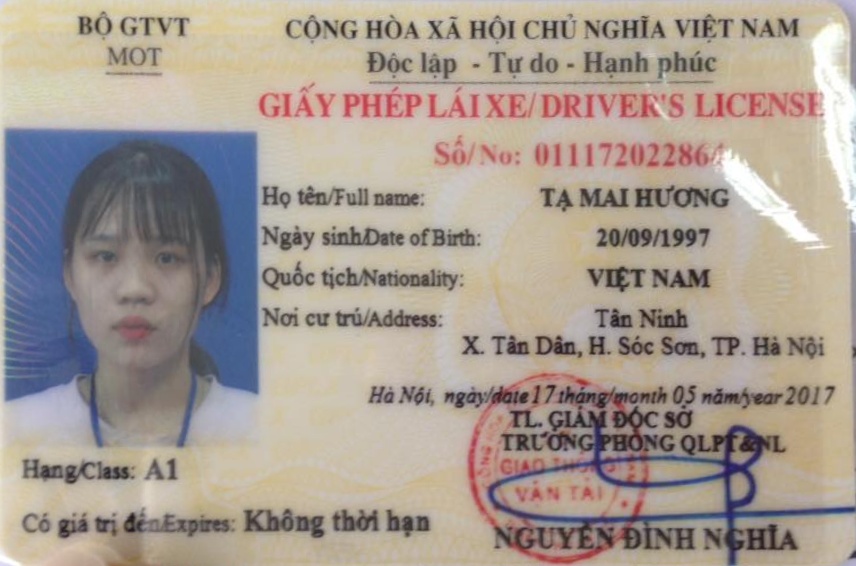 BỘ GTVT
MOT
CỘNG HÒA XÃ HỘI CHỦ NGHĨA VIỆT NAM
Độc lập - Tự do - Hạnh phúc
GIẤY PHÉP LÁI XE/ DRIVER'S LICENSE
Số/No: 011172022864
Họ tên/Full name: TẠ MAI HƯƠNG
Ngày sinh/Date of Birth: 20/09/1997
Quốc tịch/Nationality: VIỆT NAM
Nơi cư trú/Address: Tân Ninh
X. Tân Dân, H. Sóc Sơn, TP. Hà Nội
Hà Nội, ngày/date 17 tháng/month 05 năm/year 2017
TL. GIÁM ĐỐC SỞ
TRƯỞNG PHÒNG QLPT&NL
GIAO THÔNG
VẬN TẢI
Hạng/Class: A1
Có giá trị đến/Expires: Không thời hạn
NGUYỄN ĐÌNH NGHĨA